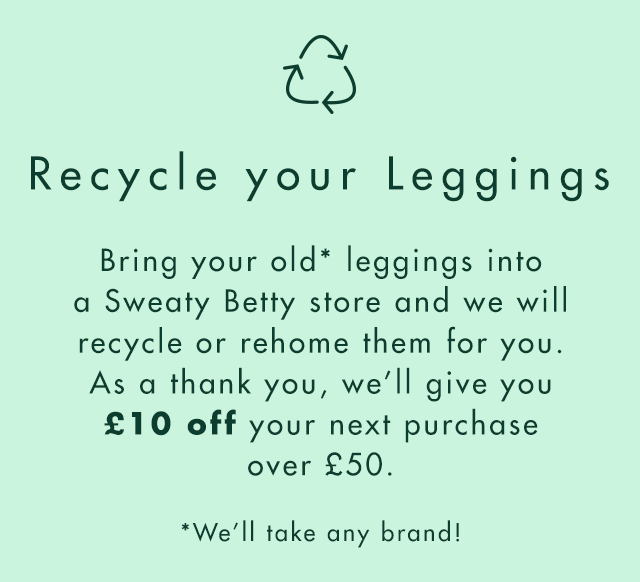 Recycle your Leggings
Bring your old* leggings into
a Sweaty Betty store and we will
recycle or rehome them for you.
As a thank you, we’ll give you
£10 off your next purchase
over £50.
*We’ll take any brand!